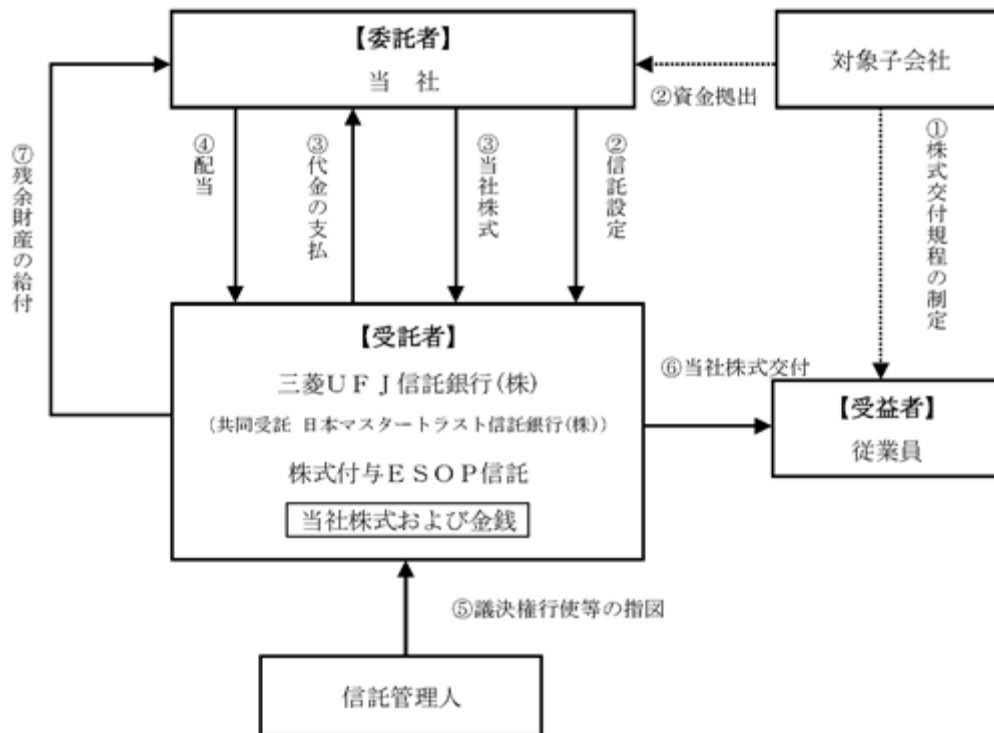 【委託者】
当 社
対象子会社
②資金拠出
①株式交付規程の制定
⑦残余財産の給付
④配当
③代金の支払
③当社株式
②信託設定
【受託者】
三菱ＵＦＪ信託銀行(株)
(共同受託 日本マスタートラスト信託銀行(株))
株式付与ＥＳＯＰ信託
当社株式および金銭
⑥当社株式交付
【受益者】
従業員
⑤議決権行使等の指図
信託管理人